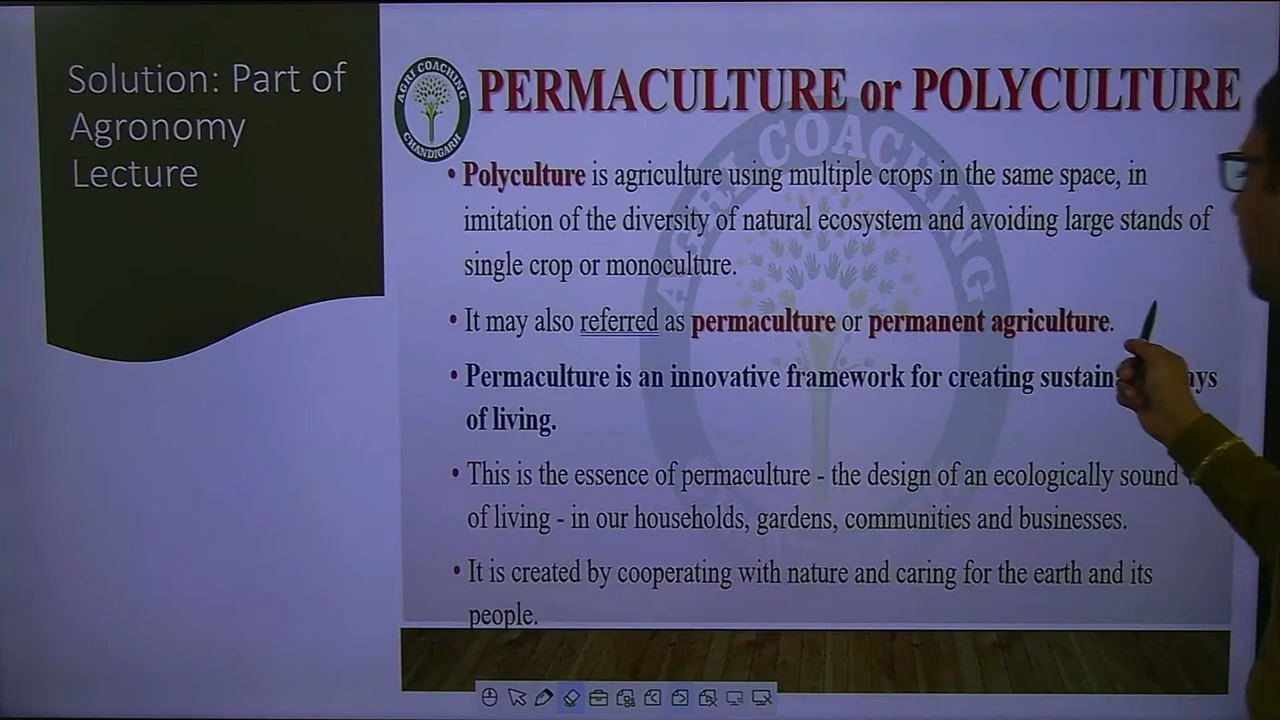 Solution: Part of
Agronomy
Lecture
AGRI COACHING
CHANDIGARH
PERMACULTURE or POLYCULTURE
AGRI COACHING
• Polyculture is agriculture using multiple crops in the same space, in
imitation of the diversity of natural ecosystem and avoiding large stands of
single crop or monoculture.
• It may also referred as permaculture or permanent agriculture.
• Permaculture is an innovative framework for creating
of living.
• This is the essence of permaculture - the design of an ecologically sound
of living - in our households, gardens, communities and businesses.
• It is created by cooperating with nature and caring for the earth and its
people.